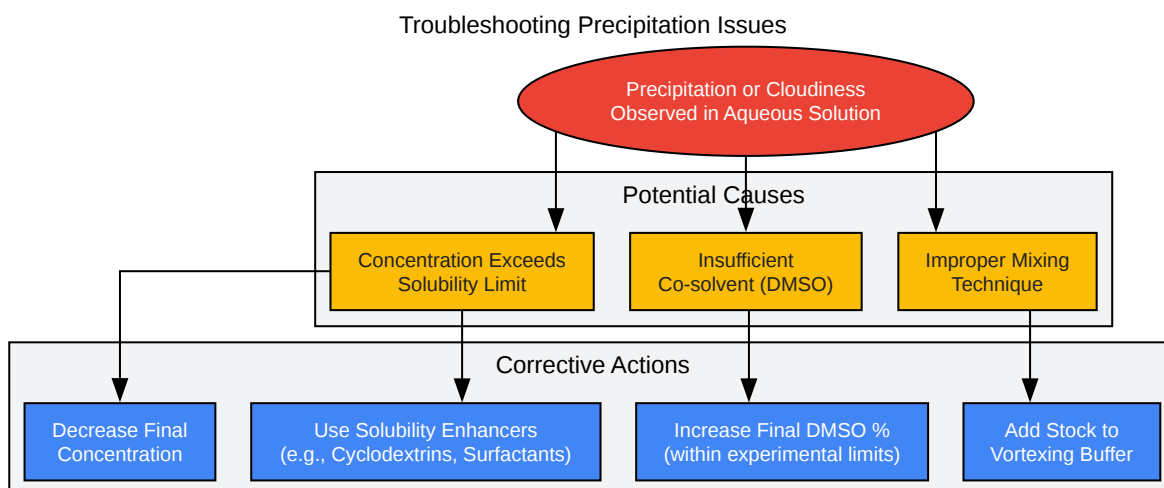 Troubleshooting Precipitation Issues
Precipitation or Cloudiness
Observed in Aqueous Solution
Potential Causes
Concentration Exceeds
Solubility Limit
Insufficient
Co-solvent (DMSO)
Improper Mixing
Technique
Corrective Actions
Decrease Final
Concentration
Use Solubility Enhancers
(e.g., Cyclodextrins, Surfactants)
Increase Final DMSO %
(within experimental limits)
Add Stock to
Vortexing Buffer